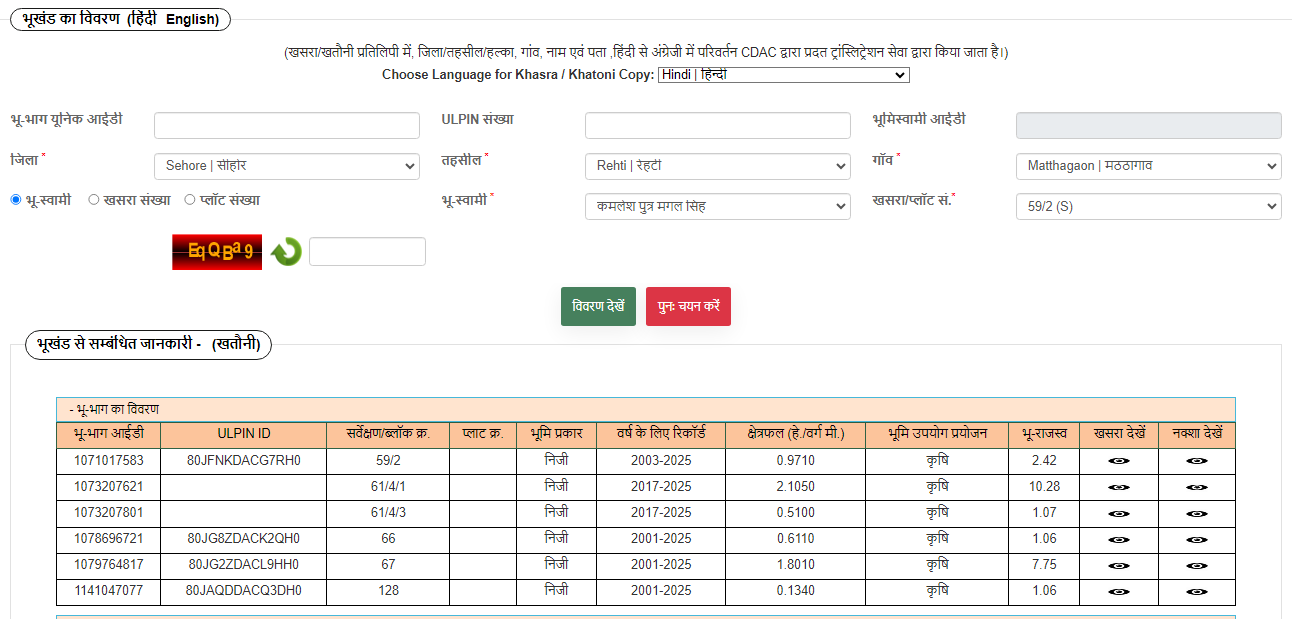 भूखंड का विवरण (हिंदी English)
(खसरा/खतौनी प्रतिलिपी में, जिला/तहसील/हल्का, गांव, नाम एवं पता ,हिंदी से अंग्रेजी में परिवर्तन CDAC द्वारा प्रदत ट्रांस्लिट्रेशन सेवा द्वारा किया जाता है।)
Choose Language for Khasra / Khatoni Copy: Hindi | हिन्दी
भू-भाग यूनिक आईडी ULPIN संख्या भूमिस्वामी आईडी
जिला * Sehore | सीहोर तहसील * Rehti | रेहटी गाँव * Matthagaon | मठठागाव
भू-स्वामी खसरा संख्या प्लॉट संख्या भू-स्वामी * कमलेश पुत्र मगल सिंह खसरा/प्लॉट सं.* 59/2 (S)
EqQBa9
विवरण देखें पुनः चयन करें
भूखंड से सम्बंधित जानकारी - (खतौनी)
- भू-भाग का विवरण
भू-भाग आईडी ULPIN ID सर्वेक्षण/ब्लॉक क्र. प्लाट क्र. भूमि प्रकार वर्ष के लिए रिकॉर्ड क्षेत्रफल (हे./वर्ग मी.) भूमि उपयोग प्रयोजन भू-राजस्व खसरा देखें नक्शा देखें
1071017583 80JFNKDACG7RH0 59/2 निजी 2003-2025 0.9710 कृषि 2.42
1073207621 61/4/1 निजी 2017-2025 2.1050 कृषि 10.28
1073207801 61/4/3 निजी 2017-2025 0.5100 कृषि 1.07
1078696721 80JG8ZDACK2QH0 66 निजी 2001-2025 0.6110 कृषि 1.06
1079764817 80JG2ZDACL9HH0 67 निजी 2001-2025 1.8010 कृषि 7.75
1141047077 80JAQDDACQ3DH0 128 निजी 2001-2025 0.1340 कृषि 1.06